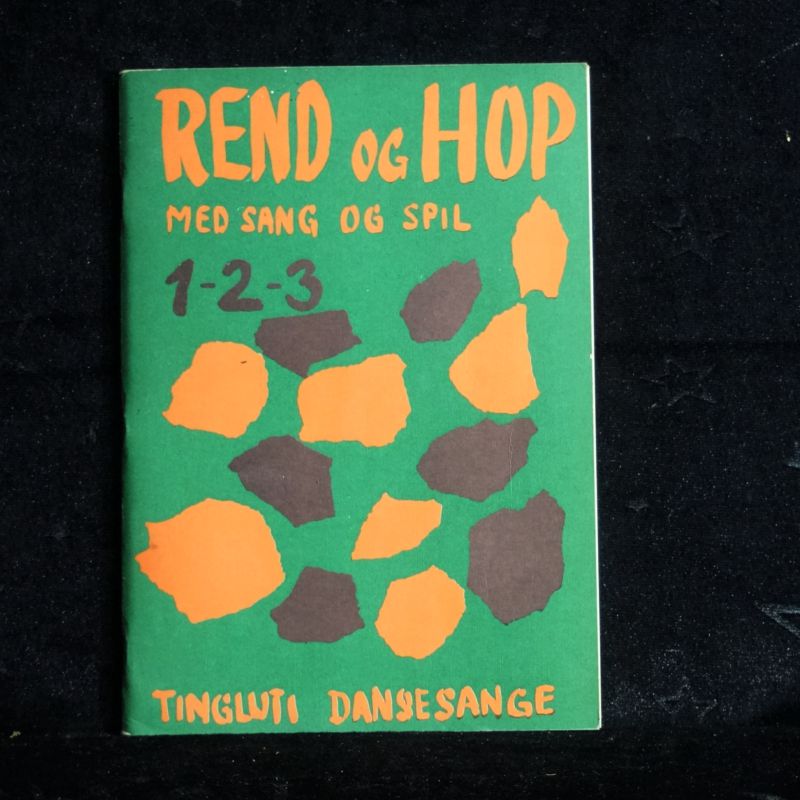 REND OG HOP
MED SANG OG SPIL
1-2-3
TINGLUTI DANSESANGE